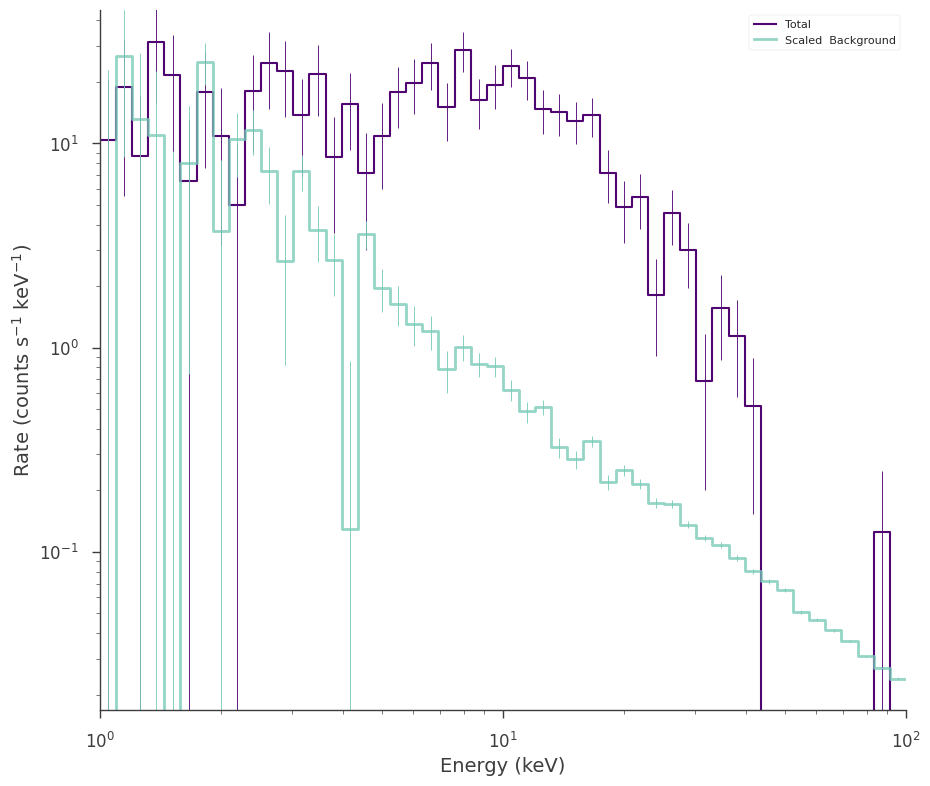 Total
Scaled  Background
Rate (counts s⁻¹ keV⁻¹)
10¹
10⁰
10⁻¹
10⁰ 10¹ 10²
Energy (keV)